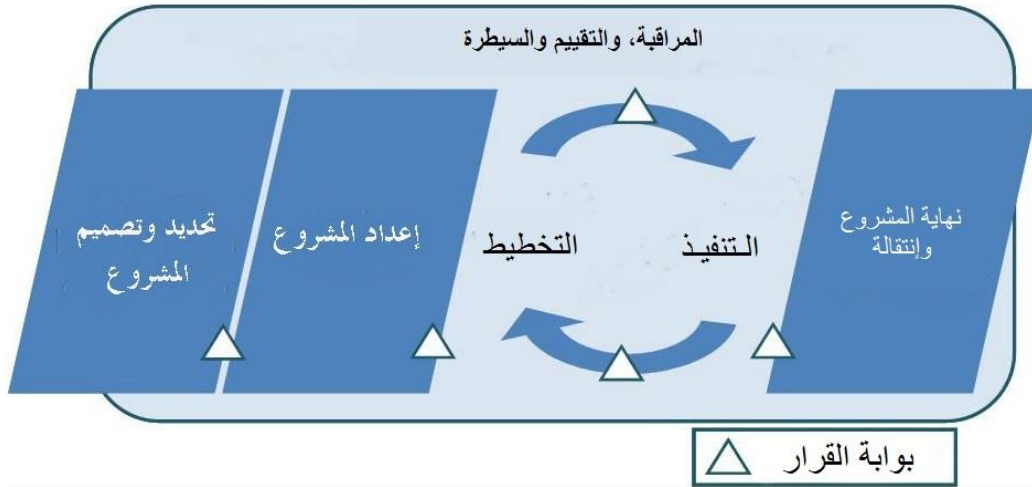 المراقبة، والتقييم والسيطرة
تحديد وتصميم
المشروع
إعداد المشروع
التخطيط
التنفيذ
نهاية المشروع
وإنتقالة
بوابة القرار